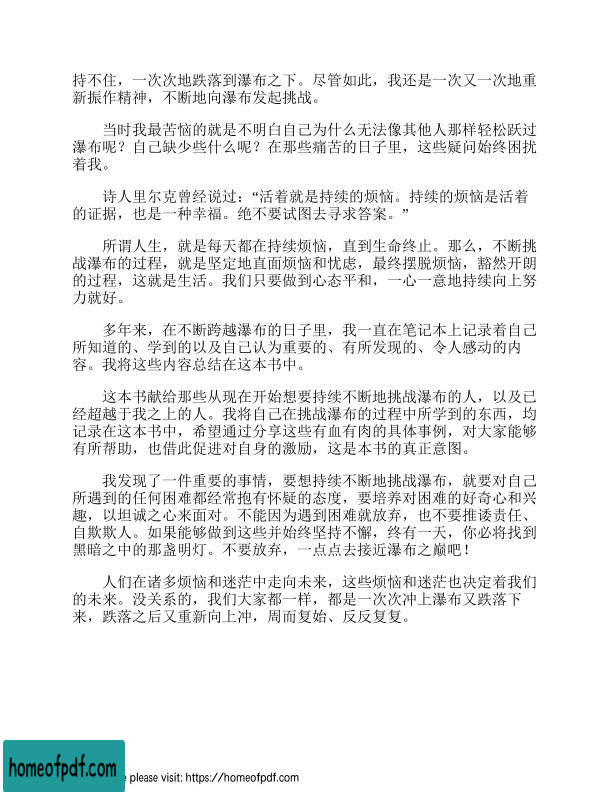 持不住，一次次地跌落到瀑布之下。尽管如此，我还是一次又一次地重
新振作精神，不断地向瀑布发起挑战。
当时我最苦恼的就是不明白自己为什么无法像其他人那样轻松跃过
瀑布呢？自己缺少些什么呢？在那些痛苦的日子里，这些疑问始终困扰
着我。
诗人里尔克曾经说过：“活着就是持续的烦恼。持续的烦恼是活着
的证据，也是一种幸福。绝不要试图去寻求答案。”
所谓人生，就是每天都在持续烦恼，直到生命终止。那么，不断挑
战瀑布的过程，就是坚定地直面烦恼和忧虑，最终摆脱烦恼，豁然开朗
的过程，这就是生活。我们只要做到心态平和，一心一意地持续向上努
力就好。
多年来，在不断跨越瀑布的日子里，我一直在笔记本上记录着自己
所知道的、学到的以及自己认为重要的、有所发现的、令人感动的内
容。我将这些内容总结在这本书中。
这本书献给那些从现在开始想要持续不断地挑战瀑布的人，以及已
经超越于我之上的人。我将自己在挑战瀑布的过程中所学到的东西，均
记录在这本书中，希望通过分享这些有血有肉的具体事例，对大家能够
有所帮助，也借此促进对自身的激励，这是本书的真正意图。
我发现了一件重要的事情，要想持续不断地挑战瀑布，就要对自己
所遇到的任何困难都经常抱有怀疑的态度，要培养对困难的好奇心和兴
趣，以坦诚之心来面对。不能因为遇到困难就放弃，也不要推诿责任、
自欺欺人。如果能够做到这些并始终坚持不懈，终有一天，你必将找到
黑暗之中的那盏明灯。不要放弃，一点点去接近瀑布之巅吧！
人们在诸多烦恼和迷茫中走向未来，这些烦恼和迷茫也决定着我们
的未来。没关系的，我们大家都一样，都是一次次冲上瀑布又跌落下
来，跌落之后又重新向上冲，周而复始、反反复复。
homeofpdf.com
e please visit: https://homeofpdf.com